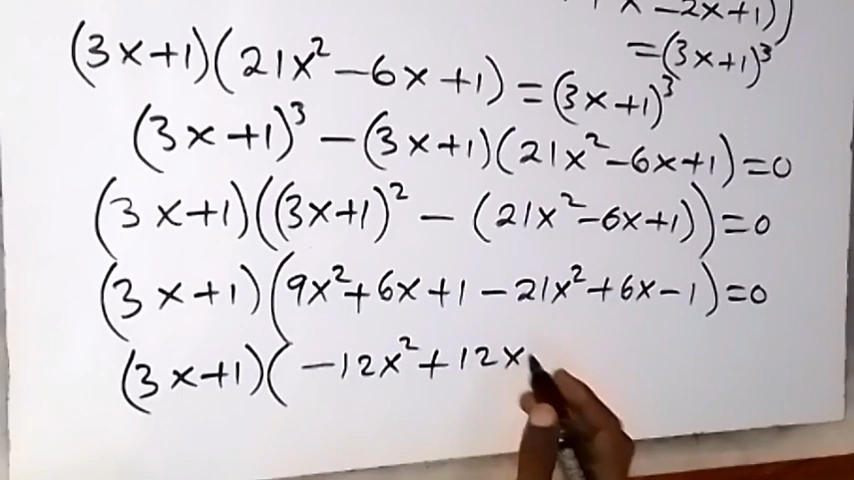 x-2x+1))
=(3x+1)³
(3x+1)(21x²-6x+1)=(3x+1)³
(3x+1)³-(3x+1)(21x²-6x+1)=0
(3x+1)((3x+1)²-(21x²-6x+1))=0
(3x+1)(9x²+6x+1-21x²+6x-1)=0
(3x+1)(-12x²+12x